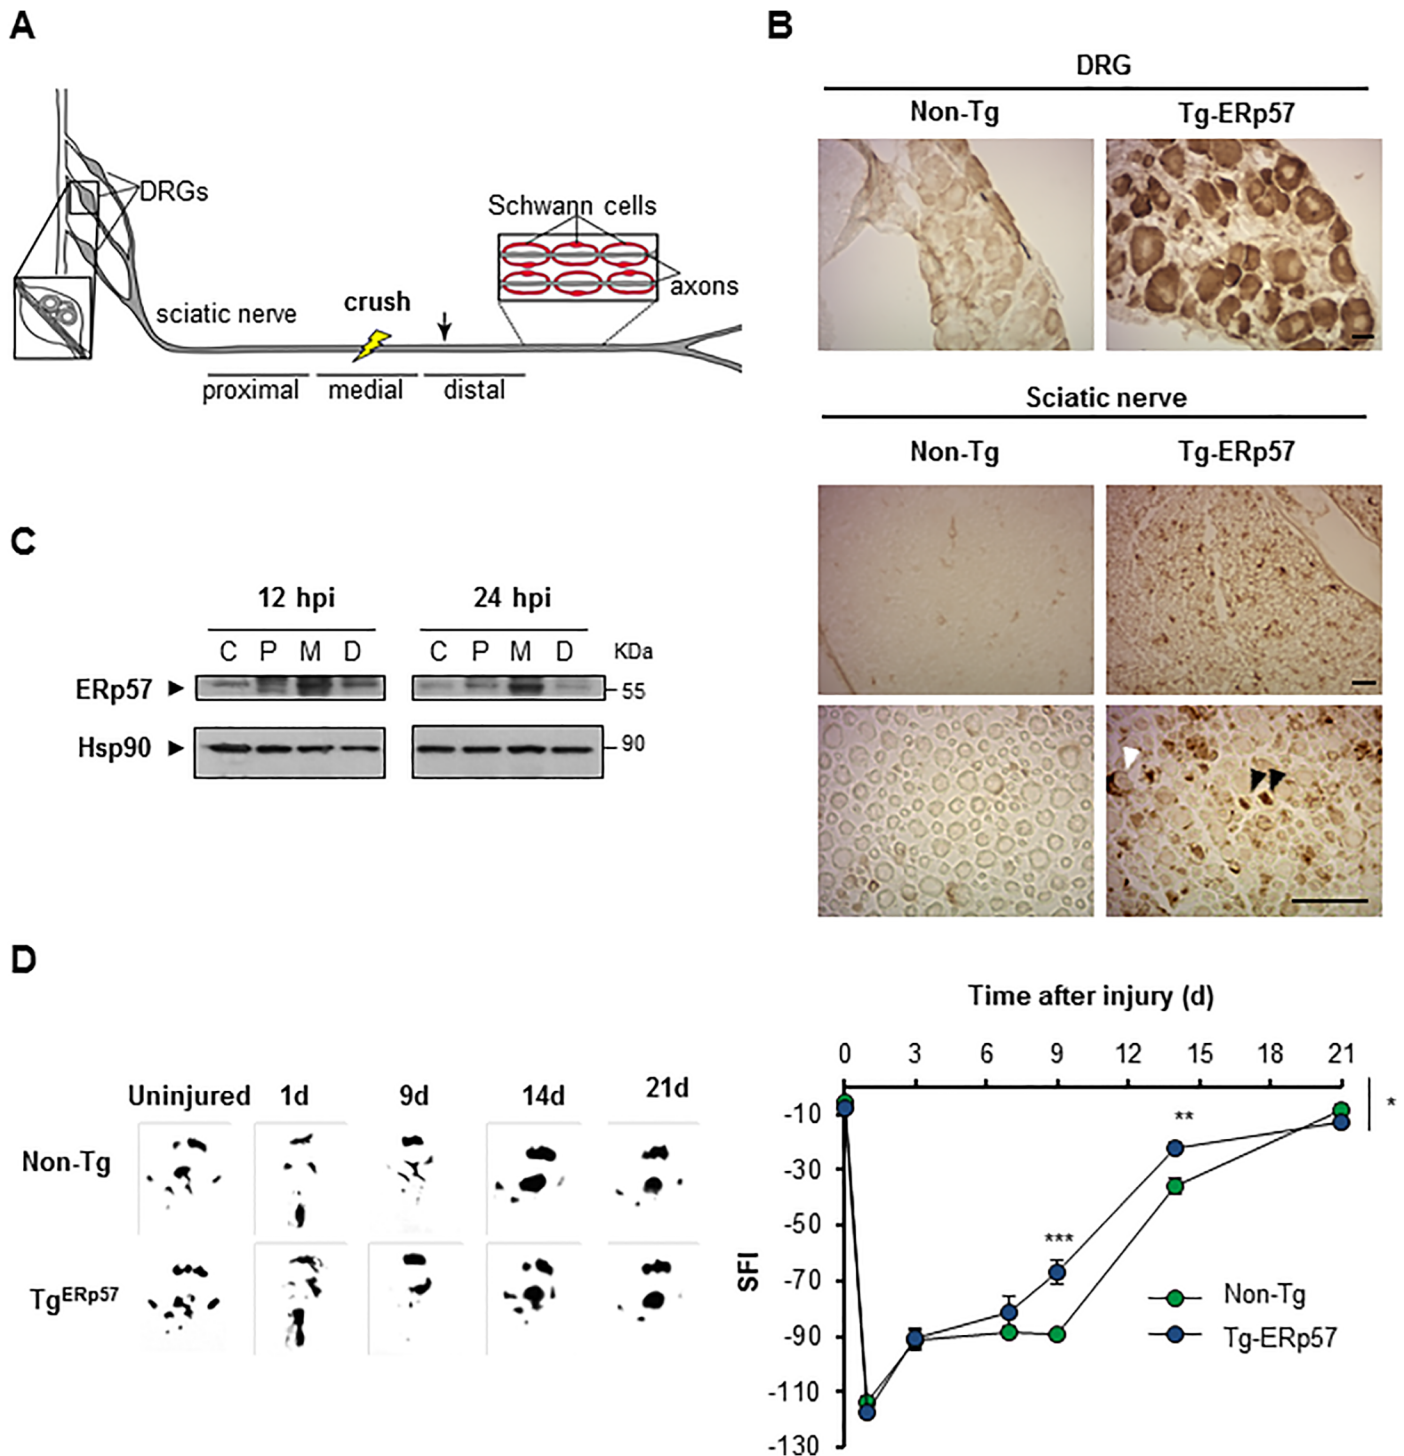 A
DRGs
Schwann cells
axons
sciatic nerve
crush
proximal
medial
distal
B
DRG
Non-Tg
Tg-ERp57
Sciatic nerve
Non-Tg
Tg-ERp57
C
12 hpi
24 hpi
C P M D
C P M D
KDa
ERp57
55
Hsp90
90
D
Uninjured 1d 9d 14d 21d
Non-Tg
TgERp57
Time after injury (d)
0 3 6 9 12 15 18 21
SFI
-10
-30
-50
-70
-90
-110
-130
***
**
*
Non-Tg
Tg-ERp57